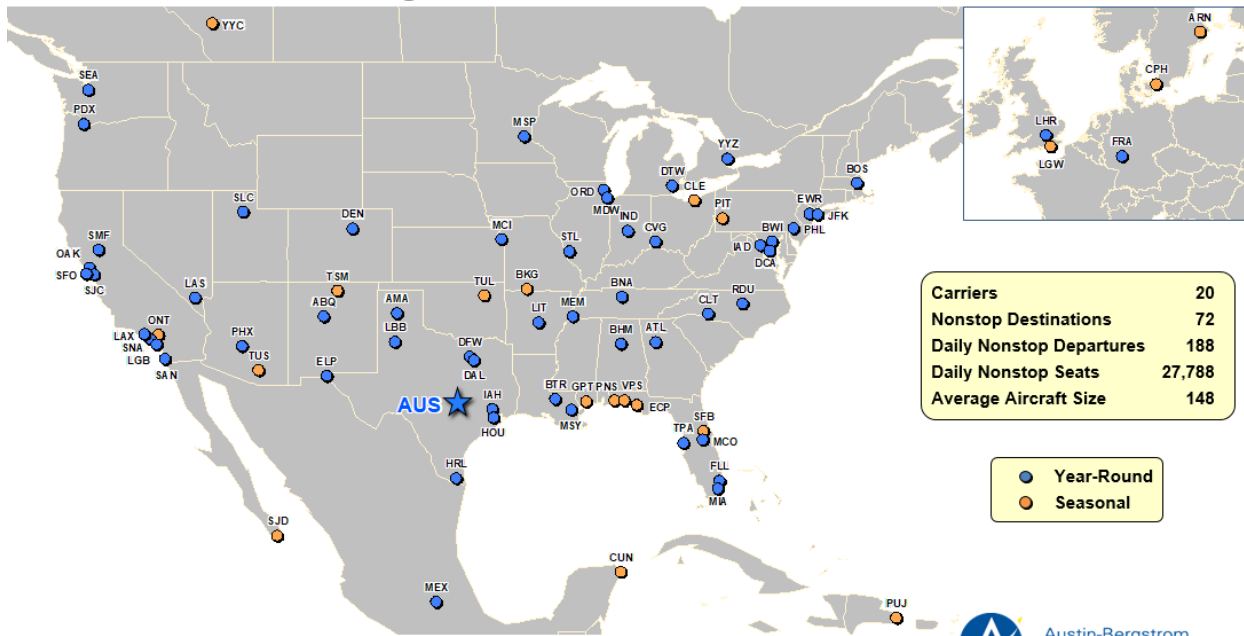 YYC
SEA
PDX
MSP
YYZ
BOS
DTW
CLE
ORD
MDW
PIT
EWR
JFK
PHL
SLC
DEN
MCI
STL
IND
CVG
IAD
BWI
DCA
SMF
OAK
SFO
SJC
LAS
TSM
ABQ
AMA
LBB
TUL
BKG
LIT
MEM
BNA
CLT
RDU
ONT
LAX
SNA
LGB
SAN
PHX
TUS
ELP
DFW
DAL
BHM
ATL
AUS
IAH
HOU
BTR
MSY
GPT
PNS
VPS
ECP
SFB
TPA
MCO
FLL
MIA
HRL
SJD
MEX
CUN
PUJ
ARN
CPH
LHR
LGW
FRA
Carriers 20
Nonstop Destinations 72
Daily Nonstop Departures 188
Daily Nonstop Seats 27,788
Average Aircraft Size 148
Year-Round
Seasonal
Austin-Bergstrom